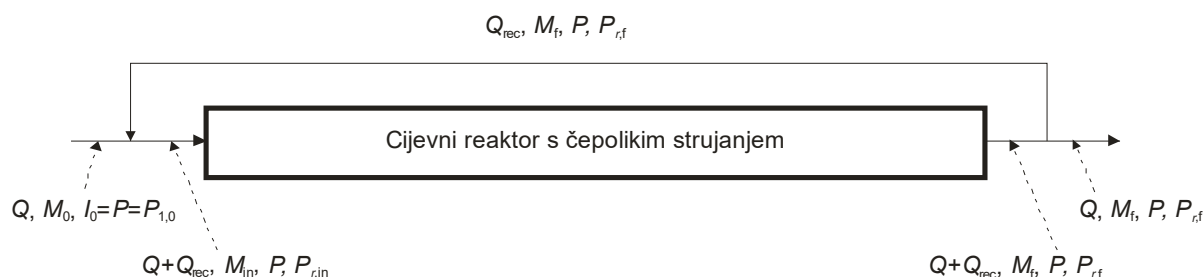 Q_rec, M_f, P, P_r,f
Cijevni reaktor s čepolikim strujanjem
Q, M_0, I_0=P=P_1,0
Q, M_f, P, P_r,f
Q+Q_rec, M_in, P, P_r,in
Q+Q_rec, M_f, P, P_r,f